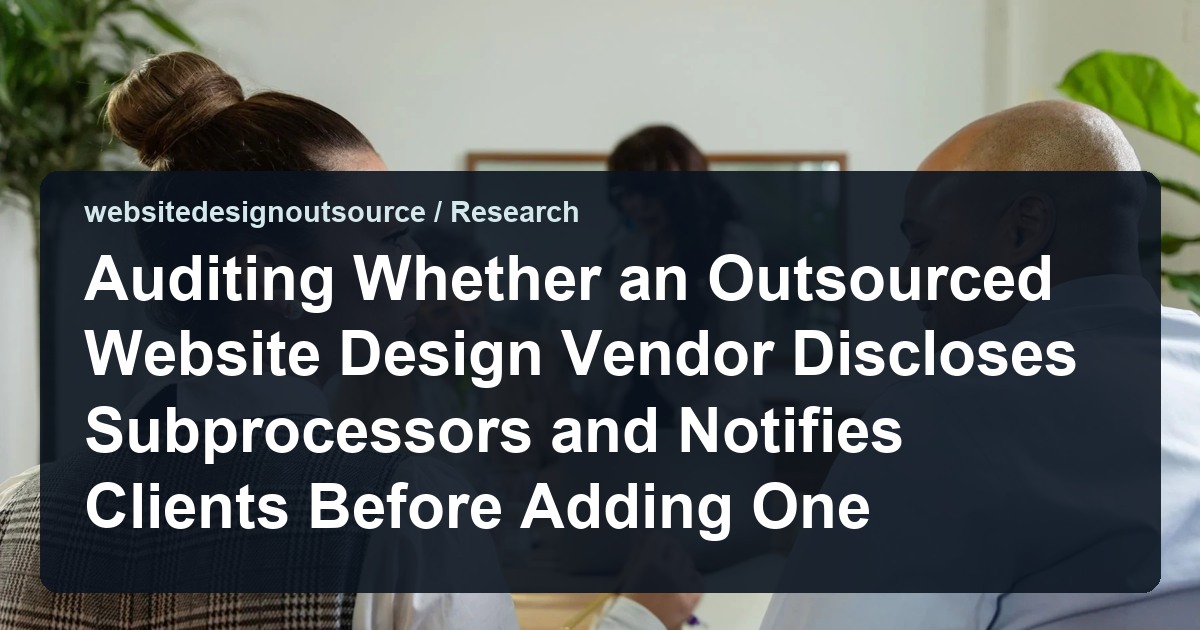 websitedesignoutsource / Research
Auditing Whether an Outsourced
Website Design Vendor Discloses
Subprocessors and Notifies
Clients Before Adding One